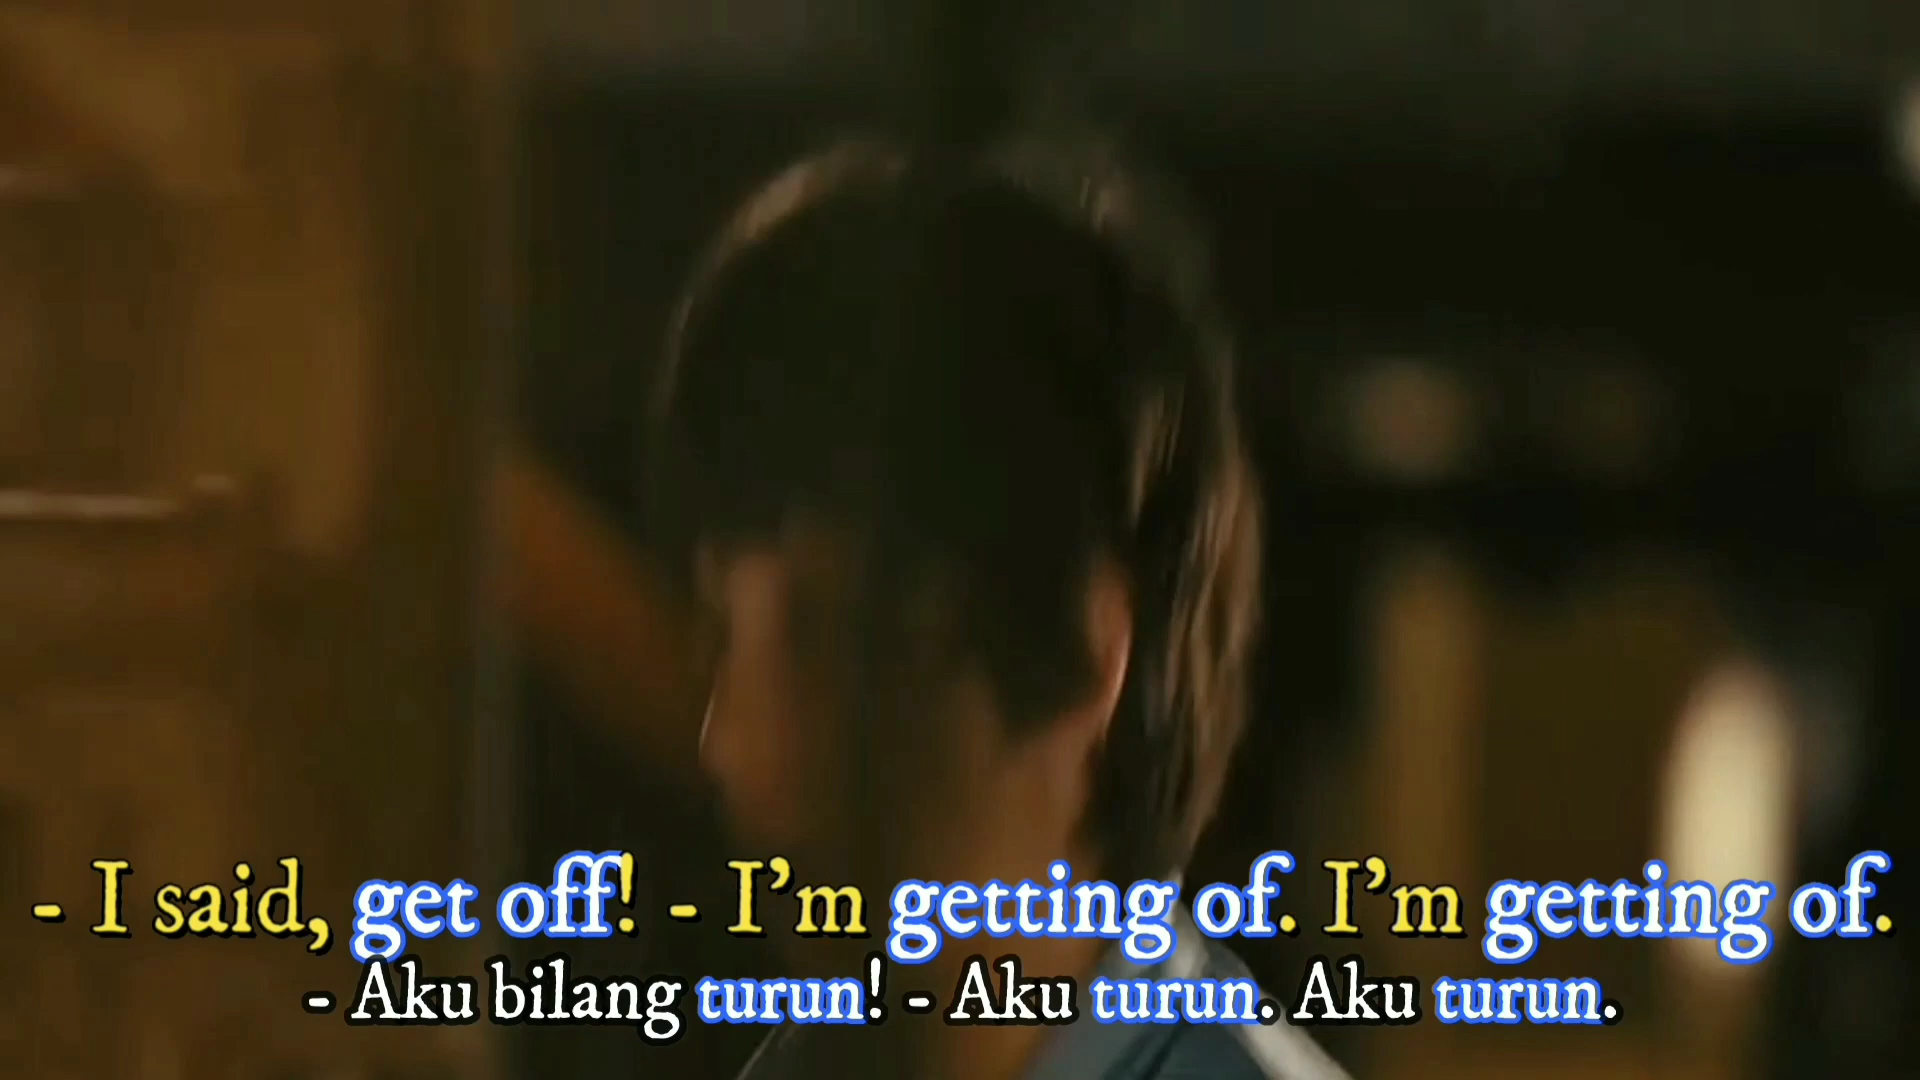 - I said, get off! - I'm getting of. I'm getting of.
- Aku bilang turun! - Aku turun. Aku turun.